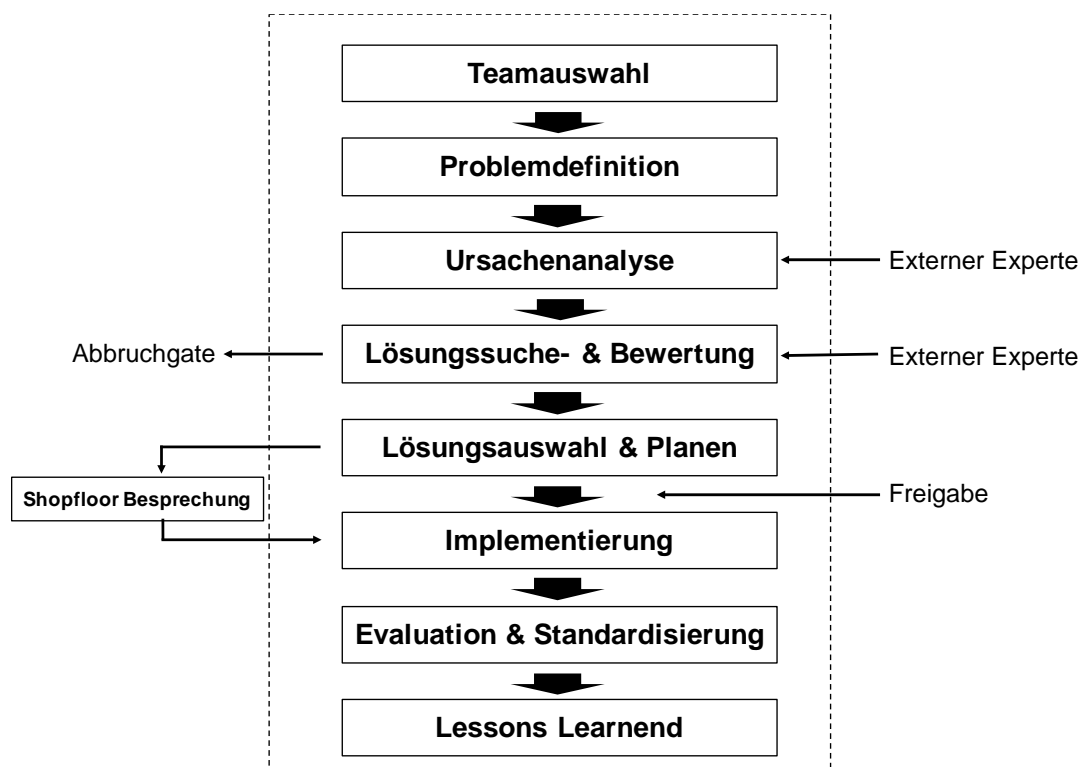 Teamauswahl
Problemdefinition
Ursachenanalyse
Externer Experte
Abbruchgate
Lösungssuche- & Bewertung
Externer Experte
Lösungsauswahl & Planen
Shopfloor Besprechung
Freigabe
Implementierung
Evaluation & Standardisierung
Lessons Learnend